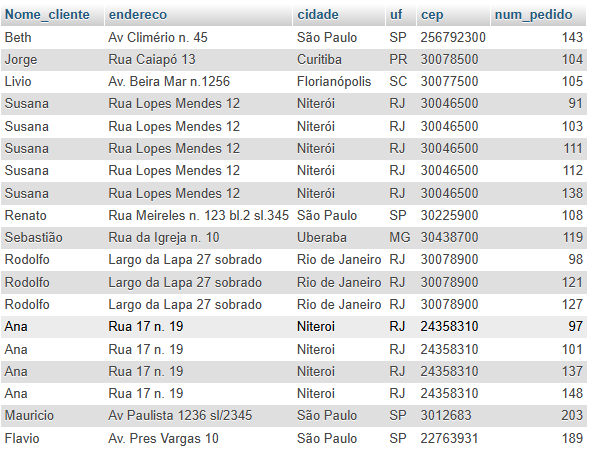 Nome_cliente endereco cidade uf cep num_pedido
Beth Av Climério n. 45 São Paulo SP 256792300 143
Jorge Rua Caiapó 13 Curitiba PR 30078500 104
Livio Av. Beira Mar n.1256 Florianópolis SC 30077500 105
Susana Rua Lopes Mendes 12 Niterói RJ 30046500 91
Susana Rua Lopes Mendes 12 Niterói RJ 30046500 103
Susana Rua Lopes Mendes 12 Niterói RJ 30046500 111
Susana Rua Lopes Mendes 12 Niterói RJ 30046500 112
Susana Rua Lopes Mendes 12 Niterói RJ 30046500 138
Renato Rua Meireles n. 123 bl.2 sl.345 São Paulo SP 30225900 108
Sebastião Rua da Igreja n. 10 Uberaba MG 30438700 119
Rodolfo Largo da Lapa 27 sobrado Rio de Janeiro RJ 30078900 98
Rodolfo Largo da Lapa 27 sobrado Rio de Janeiro RJ 30078900 121
Rodolfo Largo da Lapa 27 sobrado Rio de Janeiro RJ 30078900 127
Ana Rua 17 n. 19 Niteroi RJ 24358310 97
Ana Rua 17 n. 19 Niteroi RJ 24358310 101
Ana Rua 17 n. 19 Niteroi RJ 24358310 137
Ana Rua 17 n. 19 Niteroi RJ 24358310 148
Mauricio Av Paulista 1236 sl/2345 São Paulo SP 3012683 203
Flavio Av. Pres Vargas 10 São Paulo SP 22763931 189